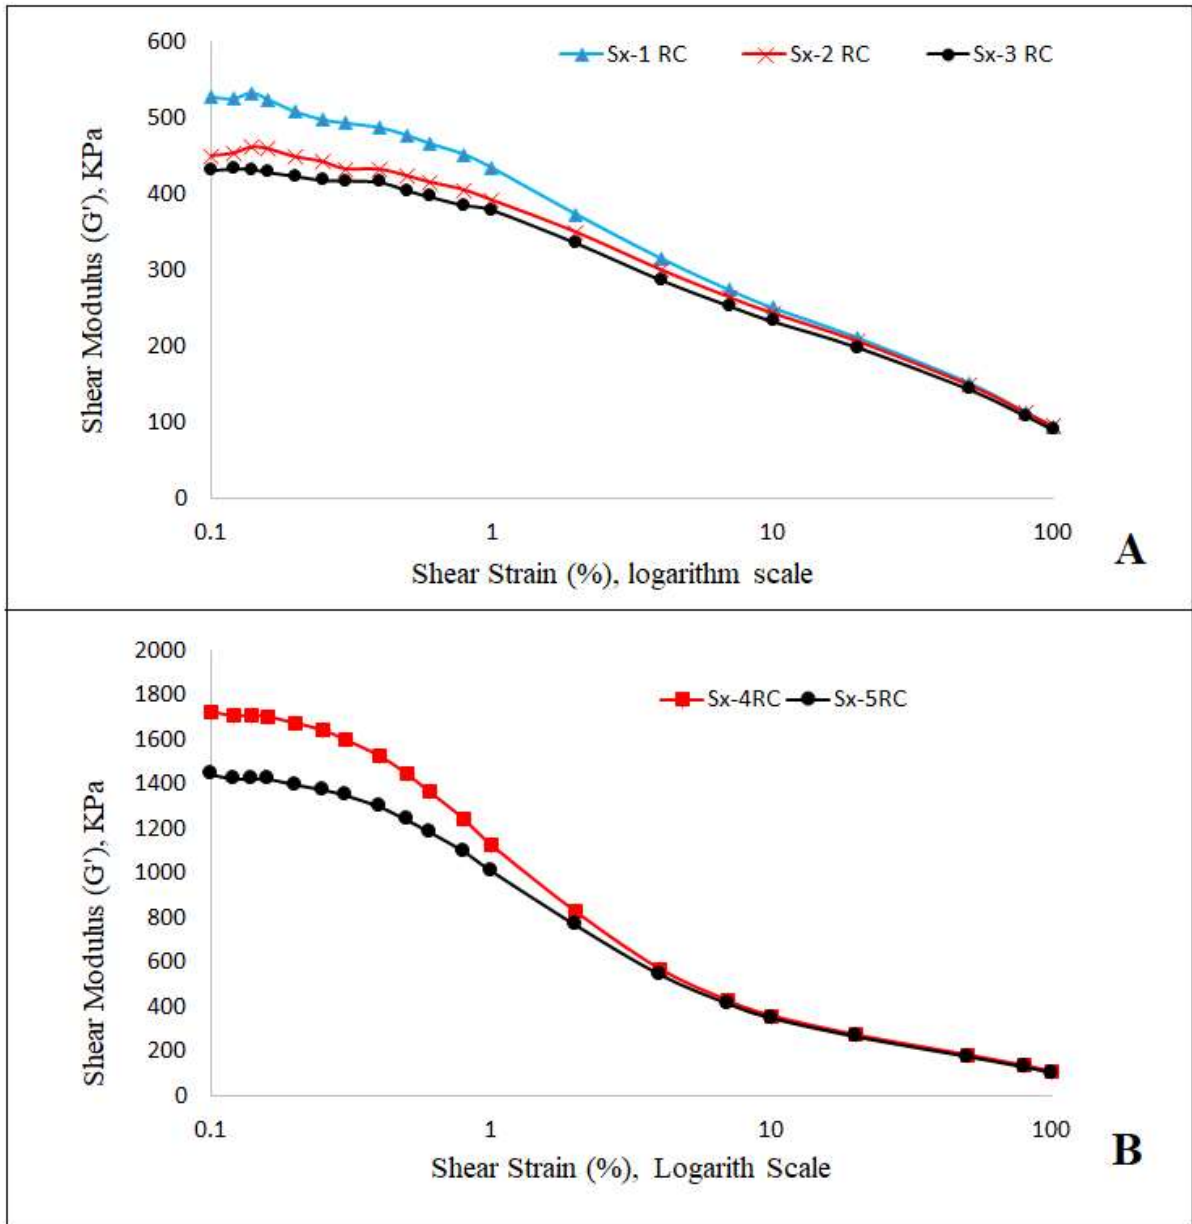 600
Sx-1 RC Sx-2 RC Sx-3 RC
500
400
300
200
100
0
Shear Modulus (G'), KPa
0.1 1 10 100
Shear Strain (%), logarithm scale
A
2000
1800
Sx-4RC Sx-5RC
1600
1400
1200
1000
800
600
400
200
0
Shear Modulus (G'), KPa
0.1 1 10 100
Shear Strain (%), Logarith Scale
B